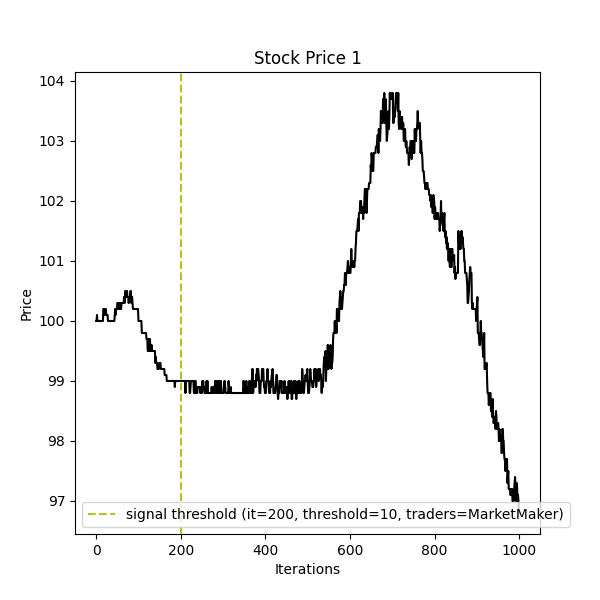 Stock Price 1
104
103
102
101
100
99
98
97
Price
signal threshold (it=200, threshold=10, traders=MarketMaker)
0 200 400 600 800 1000
Iterations